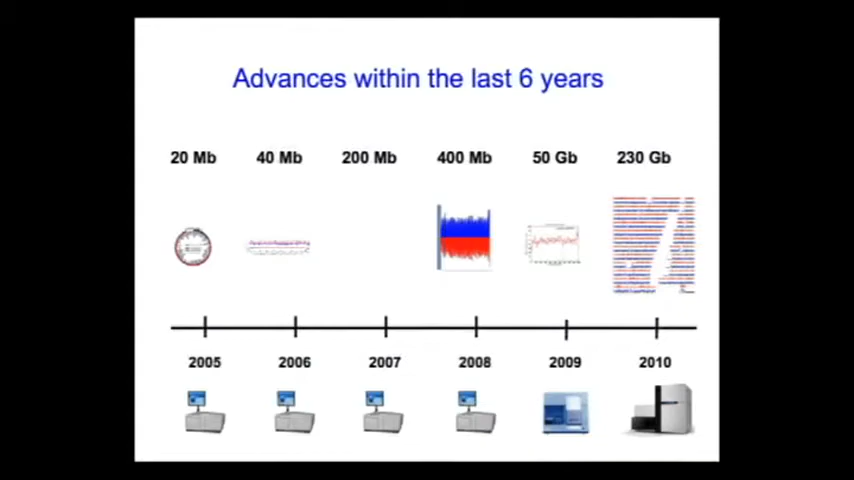 Advances within the last 6 years
20 Mb 40 Mb 200 Mb 400 Mb 50 Gb 230 Gb
2005 2006 2007 2008 2009 2010